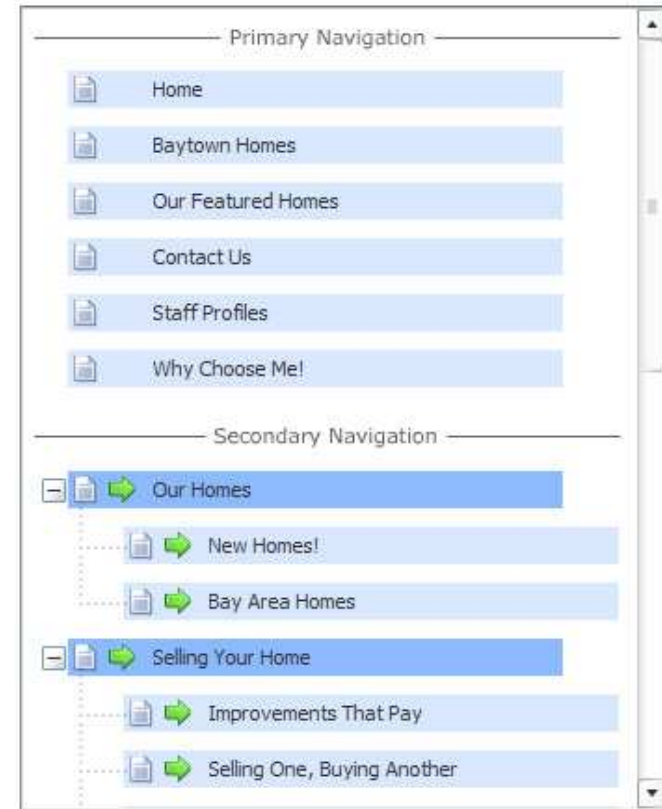 Primary Navigation
Home
Baytown Homes
Our Featured Homes
Contact Us
Staff Profiles
Why Choose Me!
Secondary Navigation
Our Homes
New Homes!
Bay Area Homes
Selling Your Home
Improvements That Pay
Selling One, Buying Another